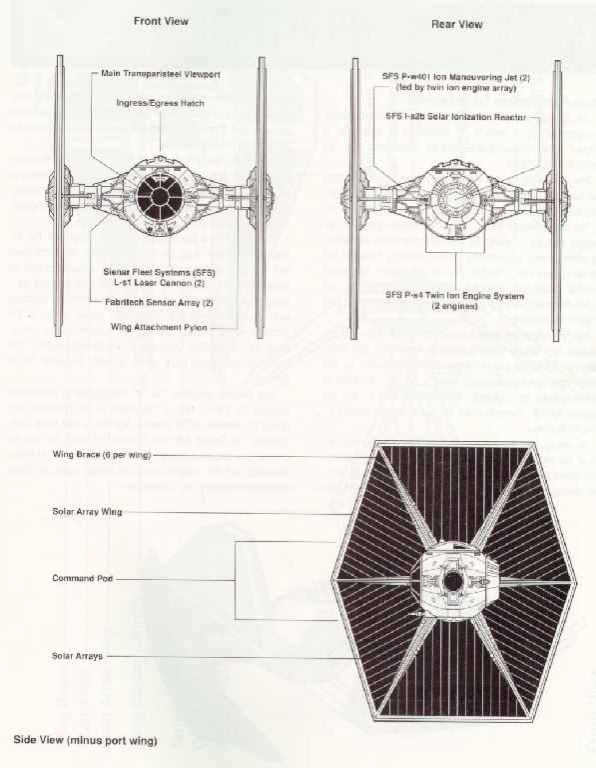 Front View
Rear View
Main Transparisteel Viewport
Ingress/Egress Hatch
Sienar Fleet Systems (SFS)
L-s1 Laser Cannon (2)
Fabritech Sensor Array (2)
Wing Attachment Pylon
SFS P-w401 Ion Maneuvering Jet (2)
(fed by twin ion engine array)
SFS I-s2b Solar Ionization Reactor
SFS P-s4 Twin Ion Engine System
(2 engines)
Wing Brace (6 per wing)
Solar Array Wing
Command Pod
Solar Arrays
Side View (minus port wing)